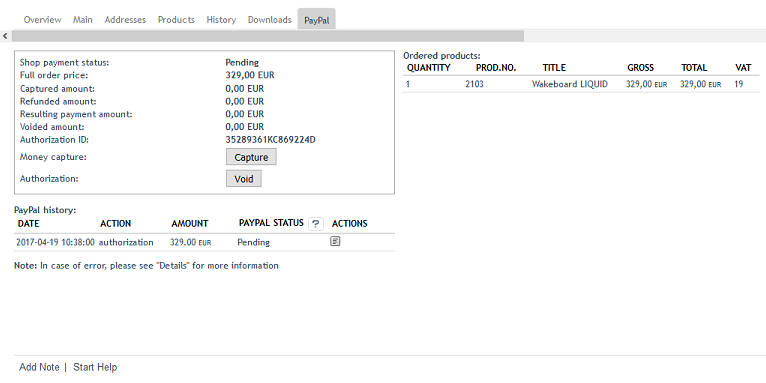 Overview Main Addresses Products History Downloads PayPal
Shop payment status: Pending
Full order price: 329,00 EUR
Captured amount: 0,00 EUR
Refunded amount: 0,00 EUR
Resulting payment amount: 0,00 EUR
Voided amount: 0,00 EUR
Authorization ID: 35289361KC869224D
Money capture: Capture
Authorization: Void
PayPal history:
DATE ACTION AMOUNT PAYPAL STATUS ? ACTIONS
2017-04-19 10:38:00 authorization 329.00 EUR Pending
Note: In case of error, please see "Details" for more information
Ordered products:
QUANTITY PROD.NO. TITLE GROSS TOTAL VAT
1 2103 Wakeboard LIQUID 329,00 EUR 329,00 EUR 19
Add Note | Start Help